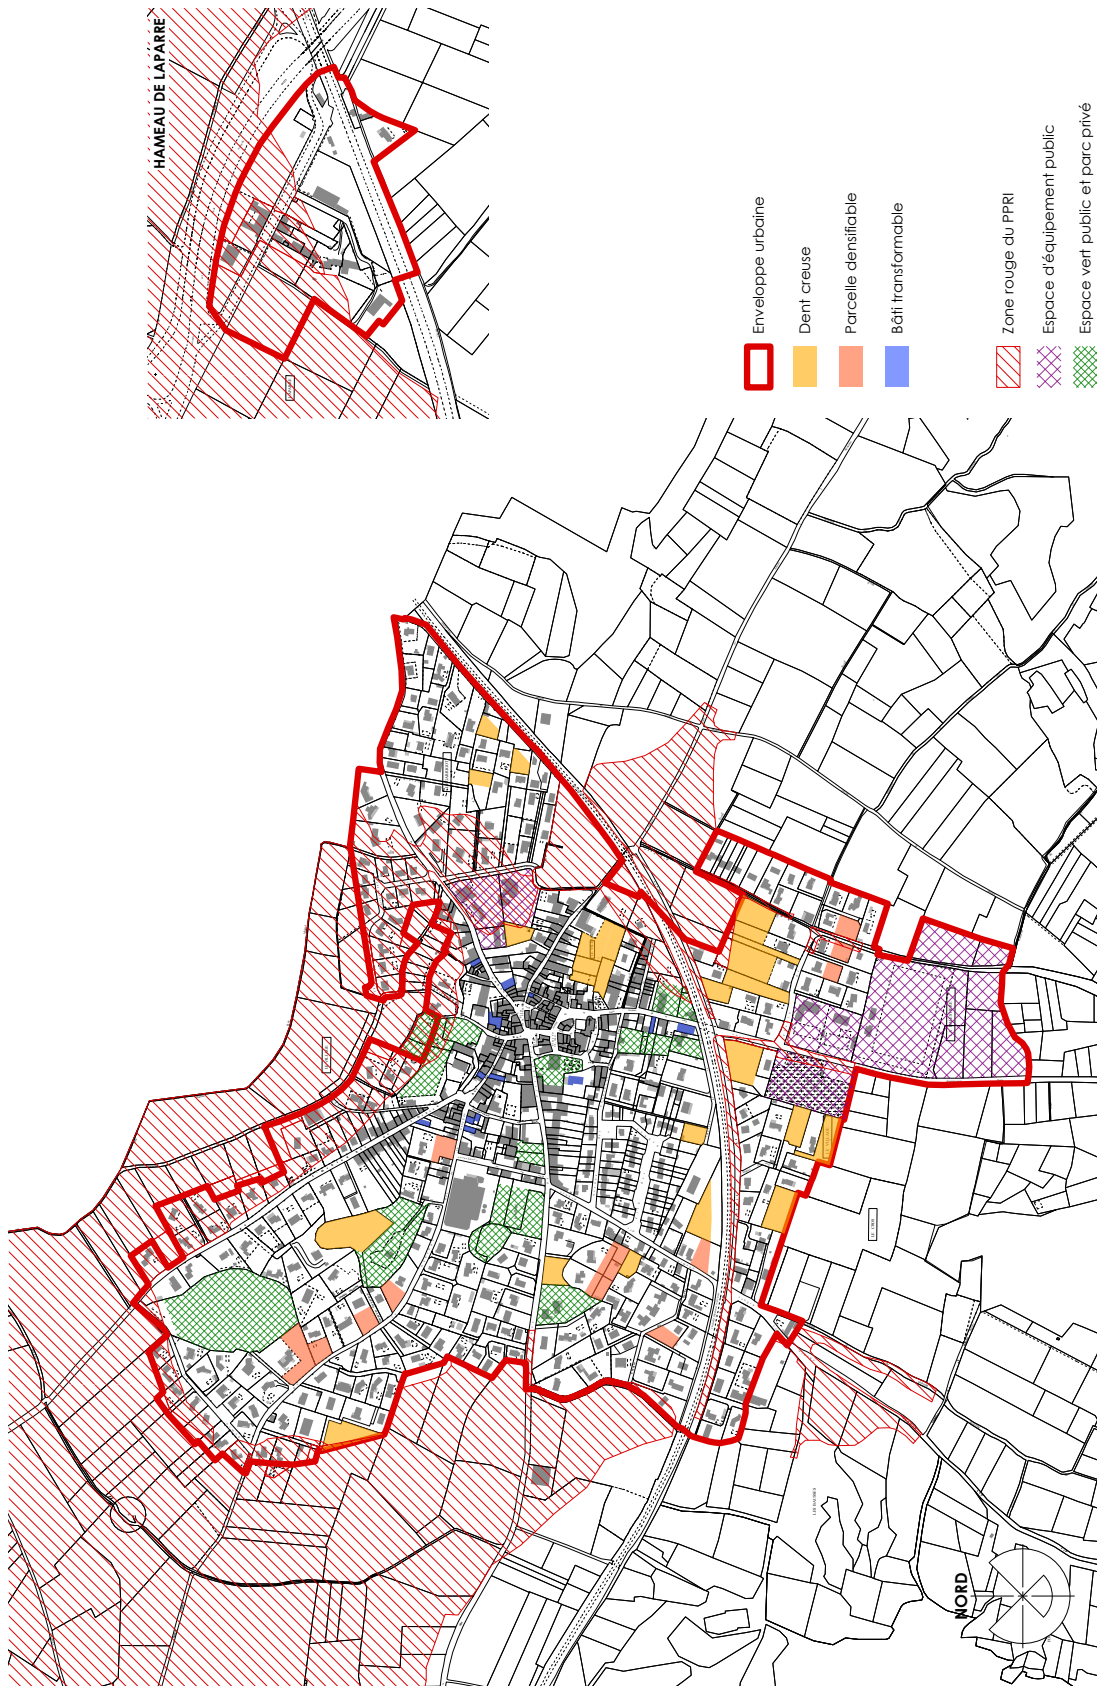 HAMEAU DE LAPARRE
Enveloppe urbaine
Dent creuse
Parcelle densifiable
Bâti transformable
Zone rouge du PPRI
Espace d'équipement public
Espace vert public et parc privé
NORD